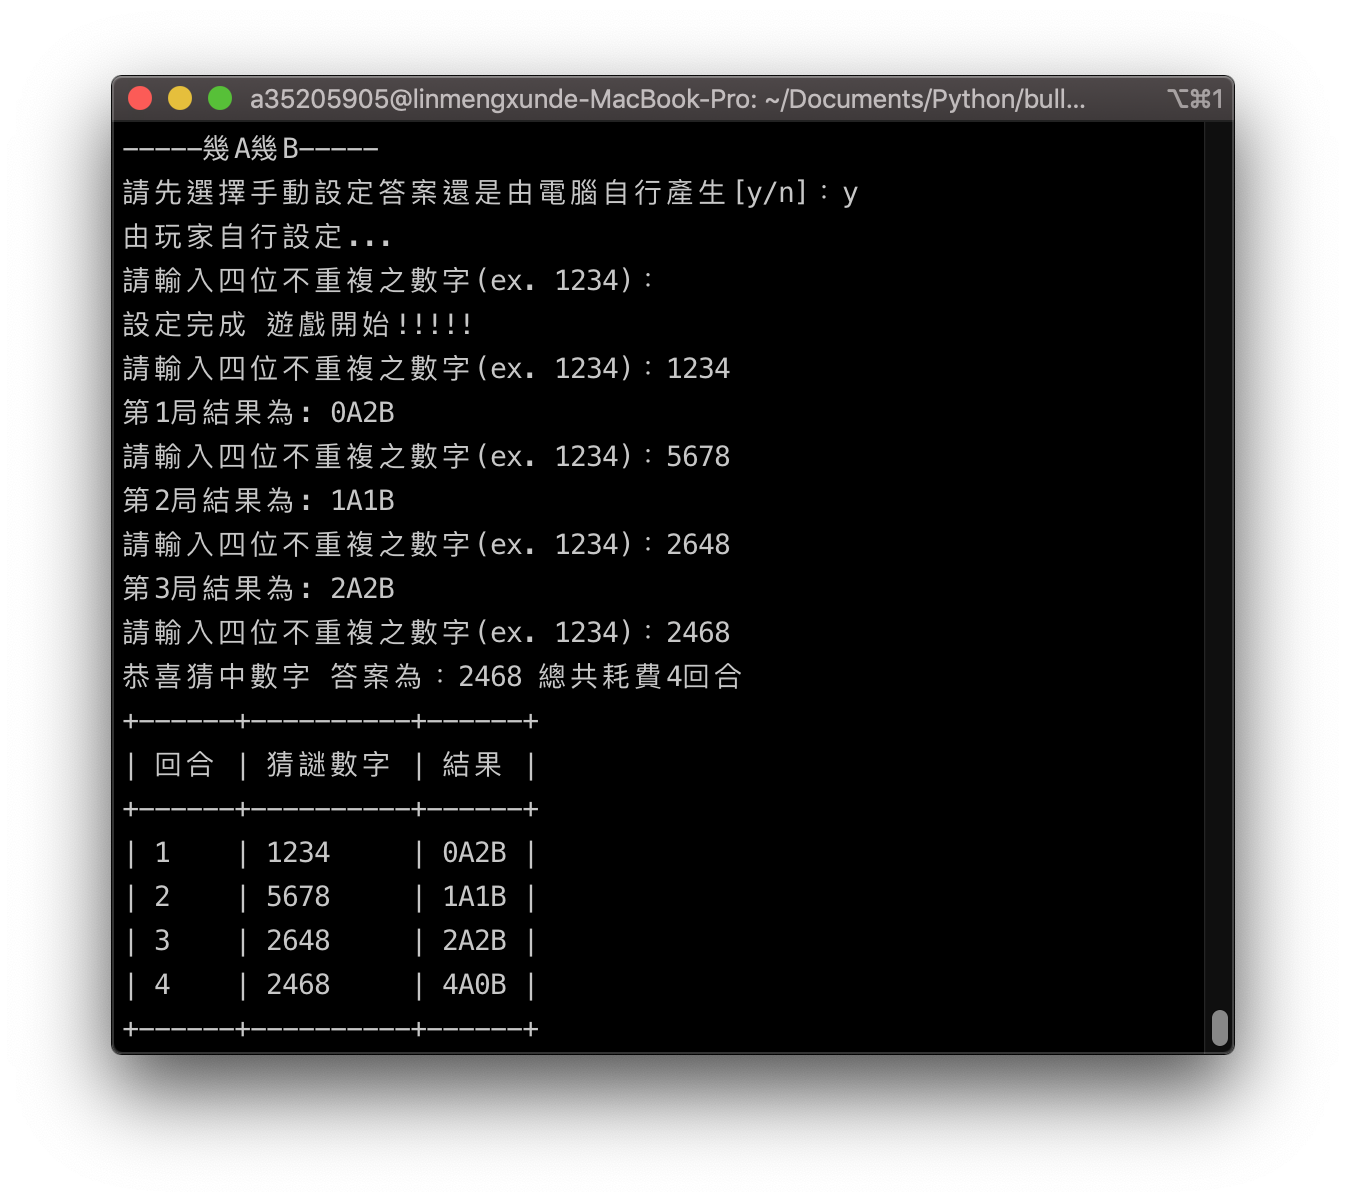 a35205905@linmengxunde-MacBook-Pro: ~/Documents/Python/bull... ⌥⌘1
-----幾A幾B-----
請先選擇手動設定答案還是由電腦自行產生[y/n]：y
由玩家自行設定...
請輸入四位不重複之數字(ex. 1234)：
設定完成 遊戲開始!!!!!
請輸入四位不重複之數字(ex. 1234)：1234
第1局結果為: 0A2B
請輸入四位不重複之數字(ex. 1234)：5678
第2局結果為: 1A1B
請輸入四位不重複之數字(ex. 1234)：2648
第3局結果為: 2A2B
請輸入四位不重複之數字(ex. 1234)：2468
恭喜猜中數字 答案為：2468 總共耗費4回合
+------+----------+------+
| 回合 | 猜謎數字 | 結果 |
+------+----------+------+
| 1    | 1234     | 0A2B |
| 2    | 5678     | 1A1B |
| 3    | 2648     | 2A2B |
| 4    | 2468     | 4A0B |
+------+----------+------+